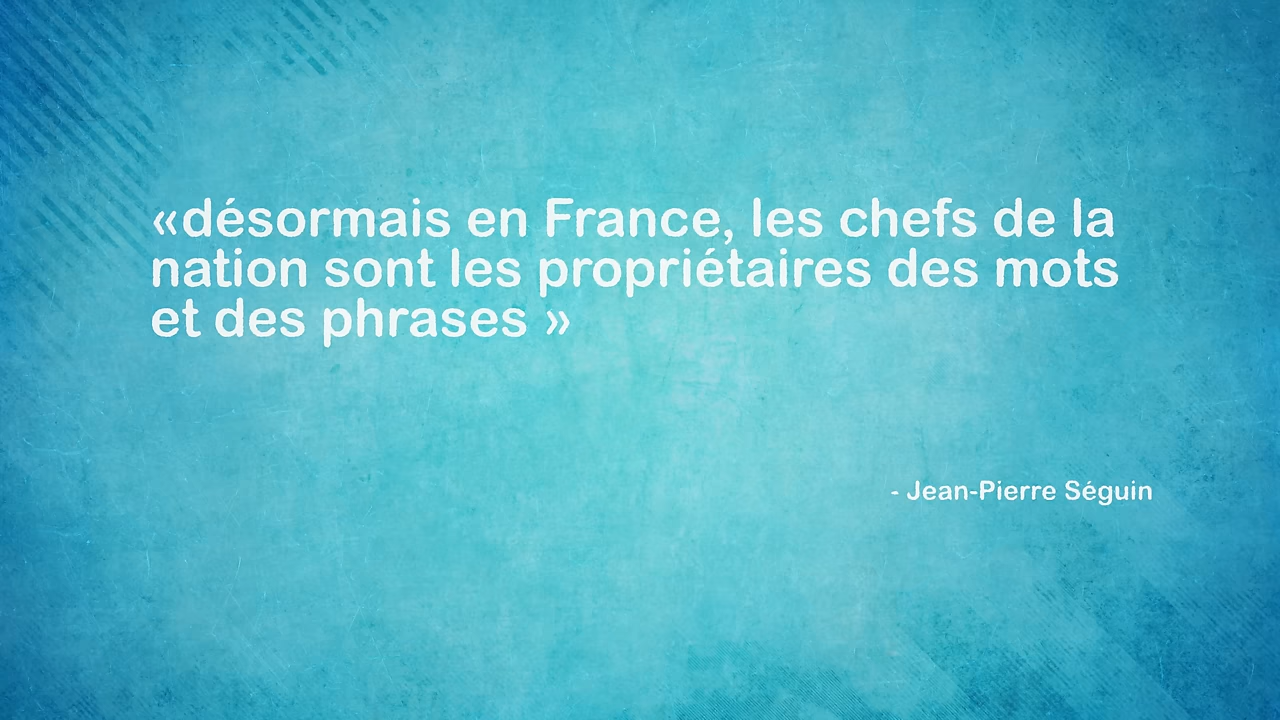 «désormais en France, les chefs de la
nation sont les propriétaires des mots
et des phrases »
- Jean-Pierre Séguin